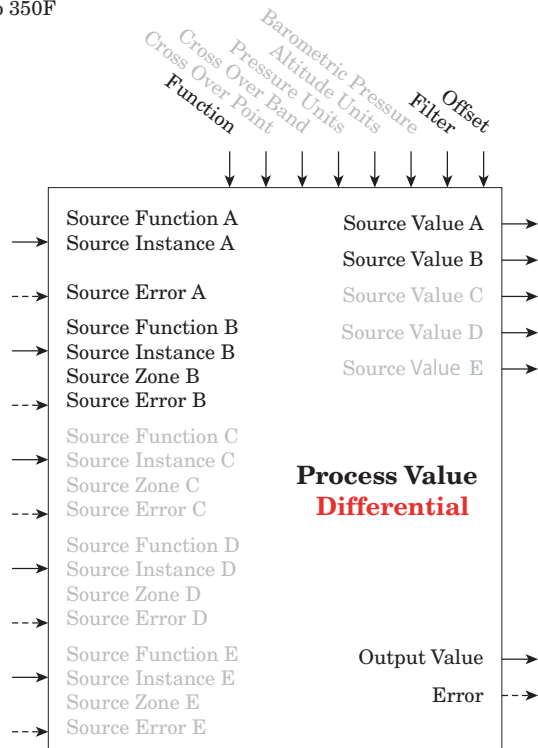 o 350F
Barometric Pressure
Altitude Units
Pressure Units
Cross Over Band
Cross Over Point
Function
Filter
Offset
Source Function A
Source Instance A
Source Error A
Source Function B
Source Instance B
Source Zone B
Source Error B
Source Function C
Source Instance C
Source Zone C
Source Error C
Source Function D
Source Instance D
Source Zone D
Source Error D
Source Function E
Source Instance E
Source Zone E
Source Error E
Source Value A
Source Value B
Source Value C
Source Value D
Source Value E
Process Value
Differential
Output Value
Error